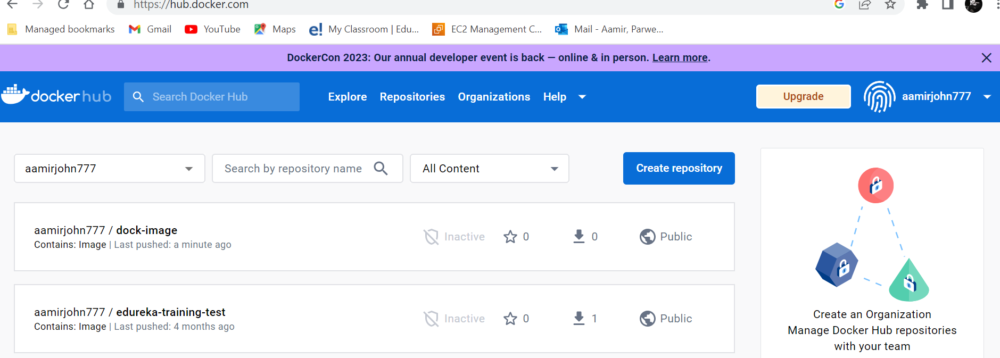 https://hub.docker.com
Managed bookmarks Gmail YouTube Maps e! My Classroom | Edu... EC2 Management C... Mail - Aamir, Parwe...
DockerCon 2023: Our annual developer event is back — online & in person. Learn more.
docker hub Search Docker Hub Explore Repositories Organizations Help Upgrade aamirjohn777
aamirjohn777 Search by repository name All Content Create repository
aamirjohn777 / dock-image
Contains: Image | Last pushed: a minute ago
Inactive 0 0 Public
aamirjohn777 / edureka-training-test
Contains: Image | Last pushed: 4 months ago
Inactive 0 1 Public
Create an Organization
Manage Docker Hub repositories
with your team